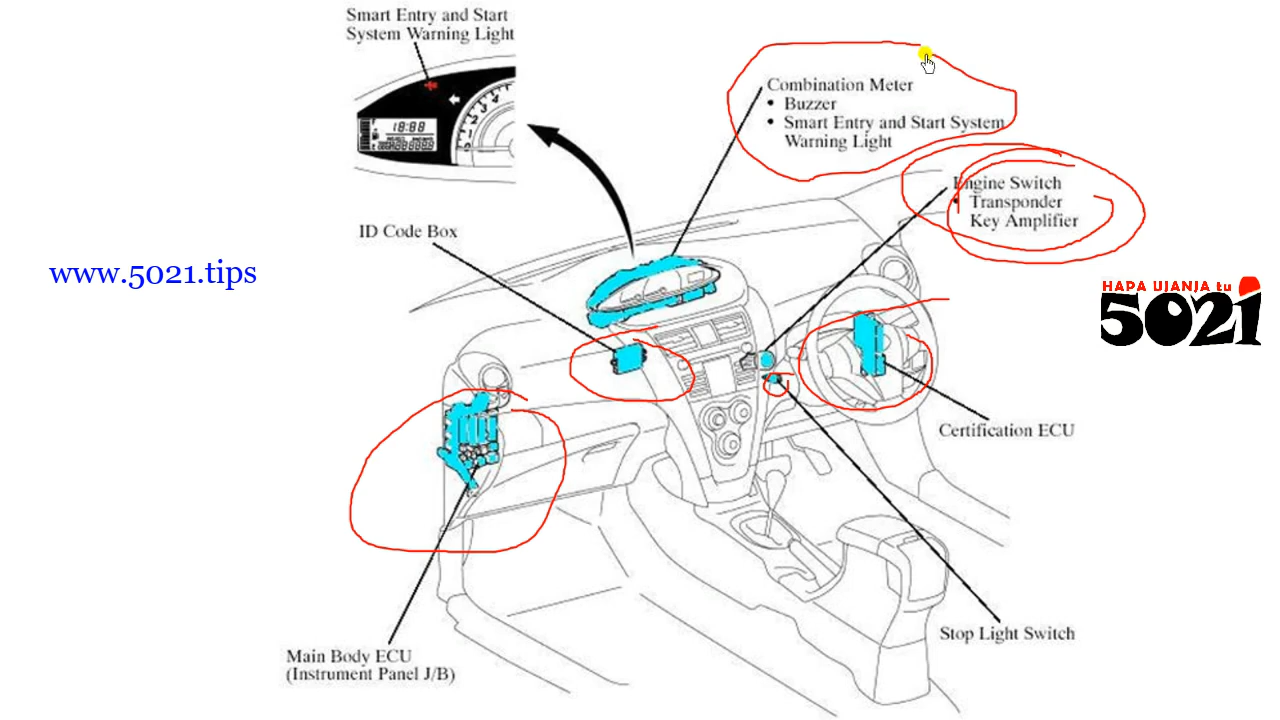 Smart Entry and Start
System Warning Light
18:88
Combination Meter
• Buzzer
• Smart Entry and Start System
Warning Light
Engine Switch
• Transponder
Key Amplifier
ID Code Box
www.5021.tips
HAPA UJANJA tu
5021
Certification ECU
Stop Light Switch
Main Body ECU
(Instrument Panel J/B)